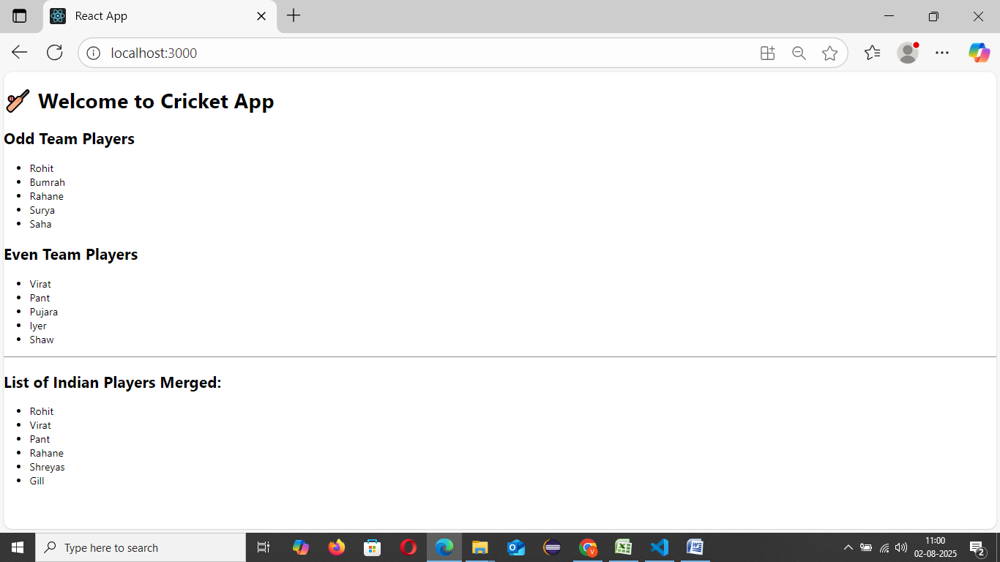 React App
localhost:3000
Welcome to Cricket App
Odd Team Players
Rohit
Bumrah
Rahane
Surya
Saha
Even Team Players
Virat
Pant
Pujara
Iyer
Shaw
List of Indian Players Merged:
Rohit
Virat
Pant
Rahane
Shreyas
Gill
Type here to search
11:00
02-08-2025
2